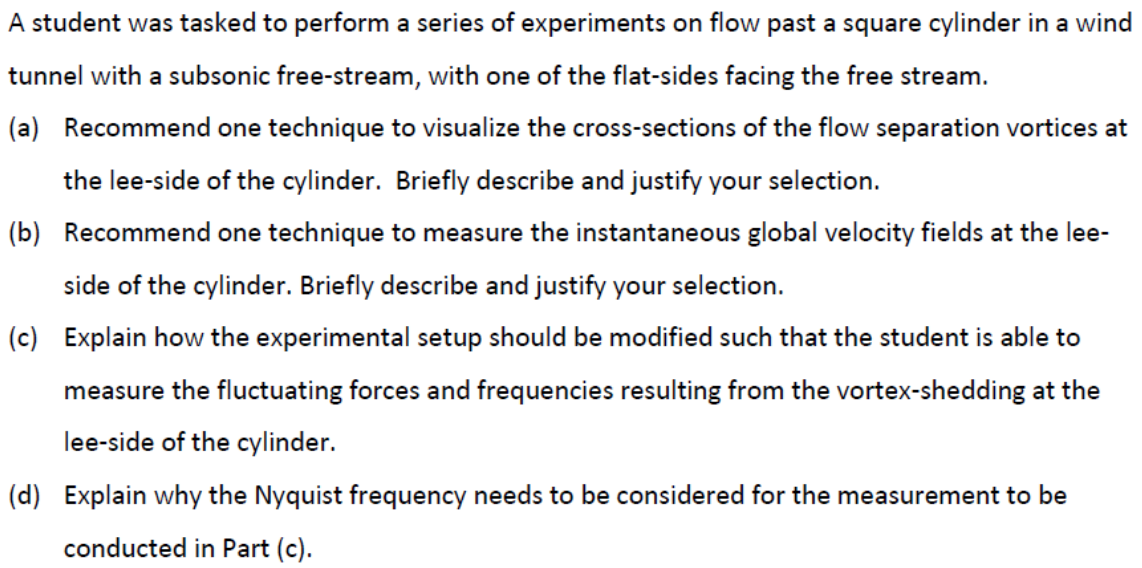 A student was tasked to perform a series of experiments on flow past a square cylinder in a wind
tunnel with a subsonic free-stream, with one of the flat-sides facing the free stream.
(a) Recommend one technique to visualize the cross-sections of the flow separation vortices at
the lee-side of the cylinder. Briefly describe and justify your selection.
(b) Recommend one technique to measure the instantaneous global velocity fields at the lee-
side of the cylinder. Briefly describe and justify your selection.
(c) Explain how the experimental setup should be modified such that the student is able to
measure the fluctuating forces and frequencies resulting from the vortex-shedding at the
lee-side of the cylinder.
(d) Explain why the Nyquist frequency needs to be considered for the measurement to be
conducted in Part (c).